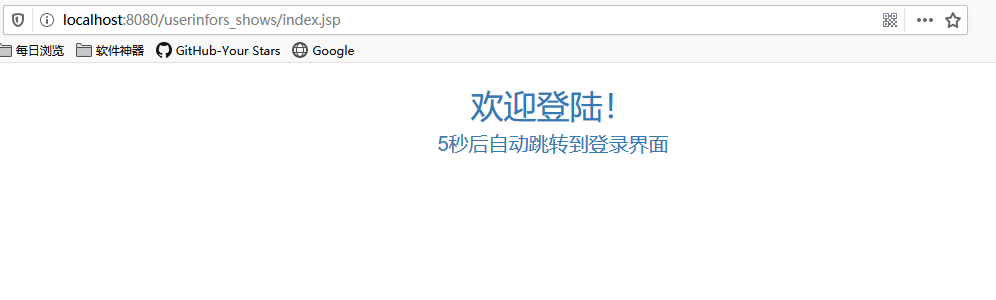 localhost:8080/userinfors_shows/index.jsp
每日浏览 软件神器 GitHub-Your Stars Google
欢迎登陆！
5秒后自动跳转到登录界面